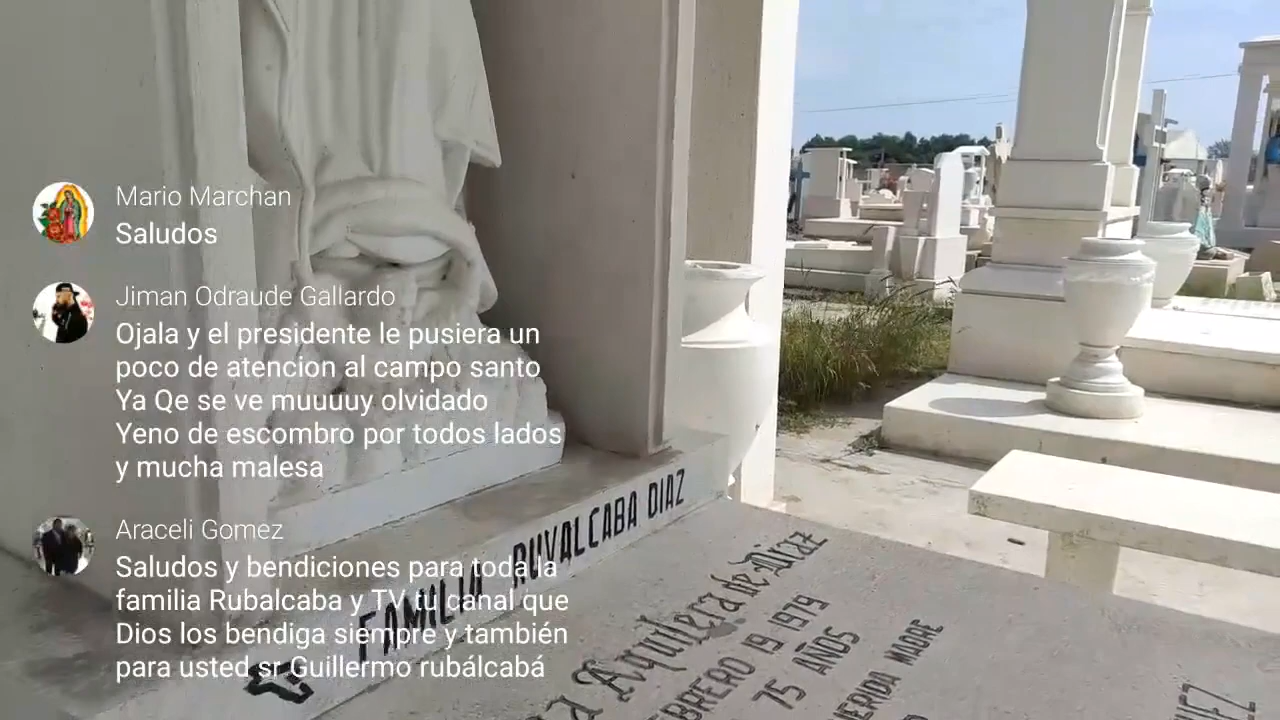 Mario Marchan
Saludos
Jiman Odraude Gallardo
Ojala y el presidente le pusiera un
poco de atencion al campo santo
Ya Qe se ve muuuuy olvidado
Yeno de escombro por todos lados
y mucha malesa
Araceli Gomez
Saludos y bendiciones para toda la
familia Rubalcaba y TV tu canal que
Dios los bendiga siempre y también
para usted sr Guillermo rubálcabá
FAMILIA RUVALCABA DIAZ
Aguilera de Diaz
19 1979
75 AÑOS
MADRE